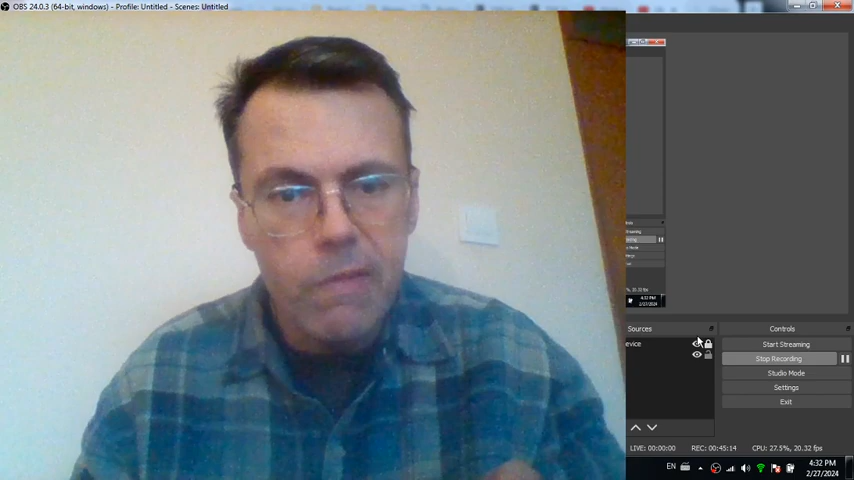 OBS 24.0.3 (64-bit, windows) - Profile: Untitled - Scenes: Untitled
Sources
Controls
evice
Start Streaming
Stop Recording
Studio Mode
Settings
Exit
LIVE: 00:00:00 REC: 00:45:14 CPU: 27.5%, 20.32 fps
EN
4:32 PM
2/27/2024